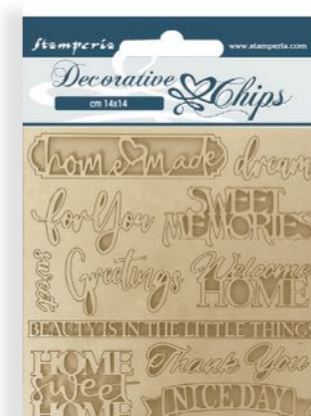 Stamperia
www.stamperia.com
Decorative Chips
cm 14x14
home made
dream
for You
SWEET
MEMORIES
sweet
Greetings
Welcome
HOME
BEAUTY IS IN THE LITTLE THINGS
HOME
sweet
HOME
Thank You
NICE DAY